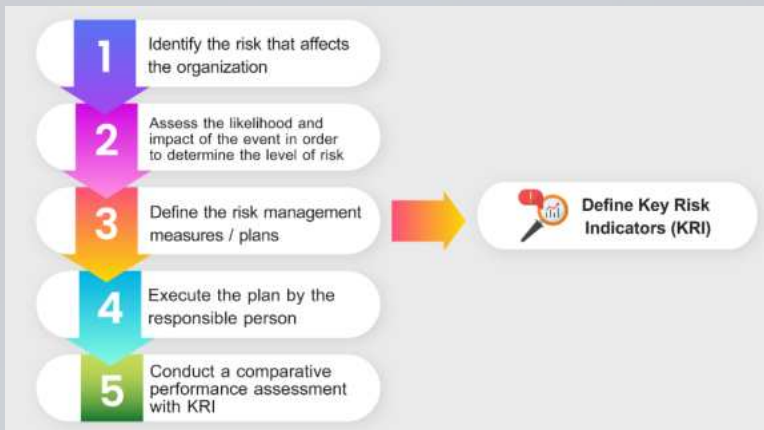 1
Identify the risk that affects
the organization
2
Assess the likelihood and
impact of the event in order
to determine the level of risk
3
Define the risk management
measures / plans
Define Key Risk
Indicators (KRI)
4
Execute the plan by the
responsible person
5
Conduct a comparative
performance assessment
with KRI